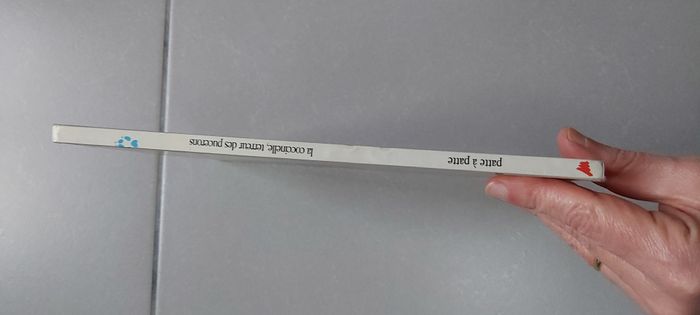 patte à patte
la coccinelle, terreur des pucerons